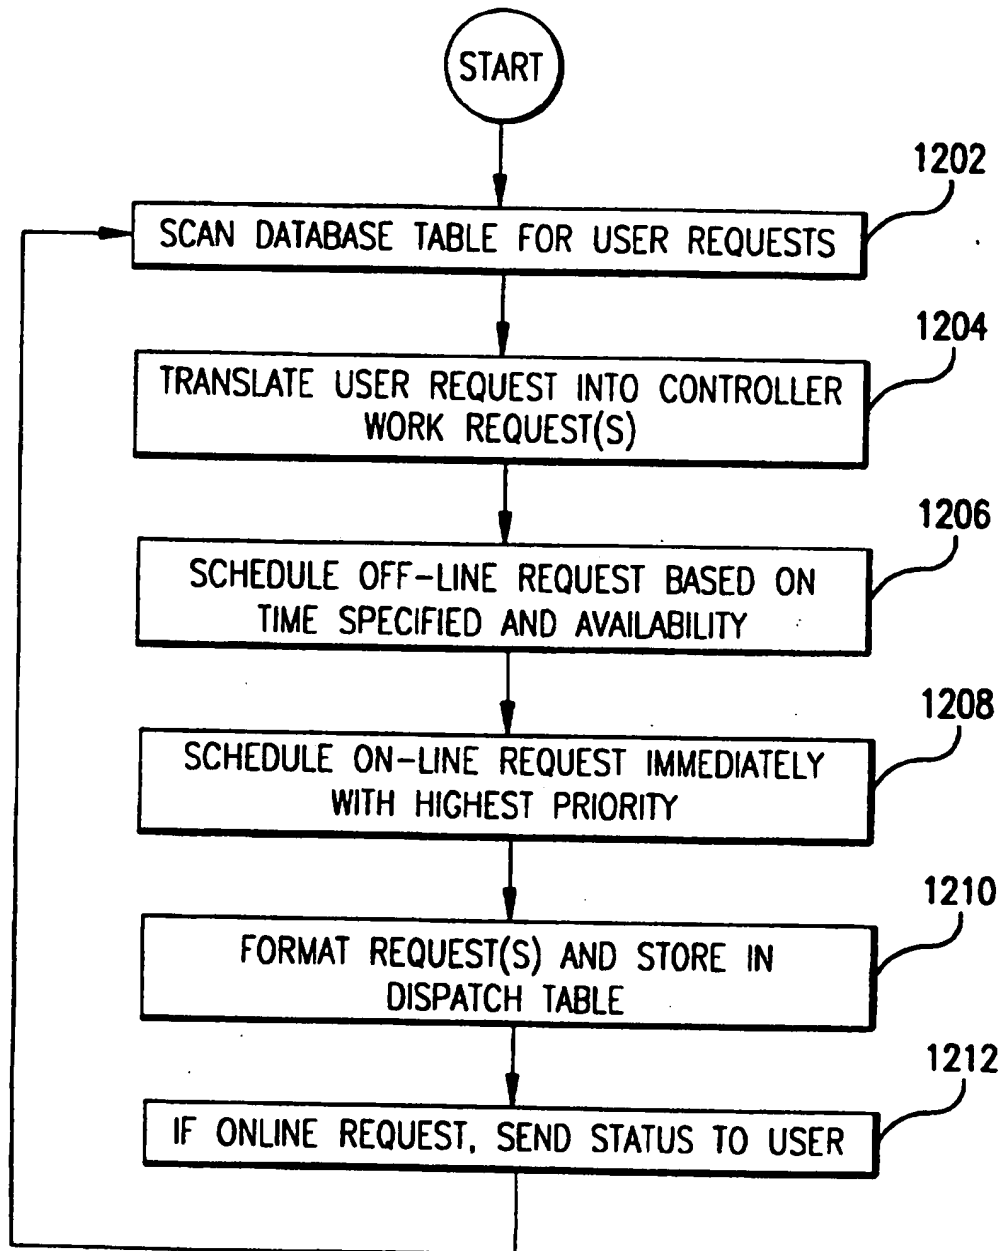 START
1202
SCAN DATABASE TABLE FOR USER REQUESTS
1204
TRANSLATE USER REQUEST INTO CONTROLLER
WORK REQUEST(S)
1206
SCHEDULE OFF-LINE REQUEST BASED ON
TIME SPECIFIED AND AVAILABILITY
1208
SCHEDULE ON-LINE REQUEST IMMEDIATELY
WITH HIGHEST PRIORITY
1210
FORMAT REQUEST(S) AND STORE IN
DISPATCH TABLE
1212
IF ONLINE REQUEST, SEND STATUS TO USER